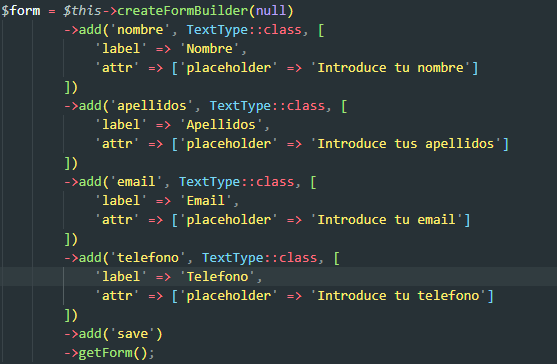 $form = $this->createFormBuilder(null)
->add('nombre', TextType::class, [
'label' => 'Nombre',
'attr' => ['placeholder' => 'Introduce tu nombre']
])
->add('apellidos', TextType::class, [
'label' => 'Apellidos',
'attr' => ['placeholder' => 'Introduce tus apellidos']
])
->add('email', TextType::class, [
'label' => 'Email',
'attr' => ['placeholder' => 'Introduce tu email']
])
->add('telefono', TextType::class, [
'label' => 'Telefono',
'attr' => ['placeholder' => 'Introduce tu telefono']
])
->add('save')
->getForm();